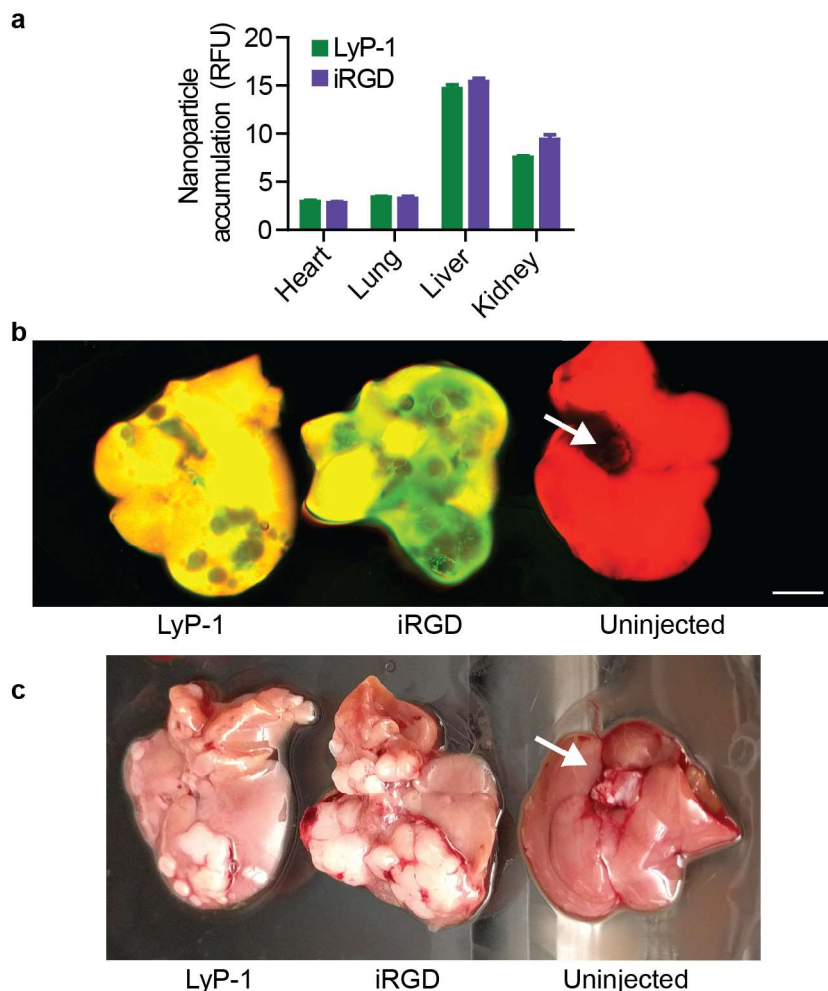 a
Nanoparticle
accumulation (RFU)
20
15
10
5
0
LyP-1
iRGD
Heart
Lung
Liver
Kidney
b
LyP-1 iRGD Uninjected
c
LyP-1 iRGD Uninjected